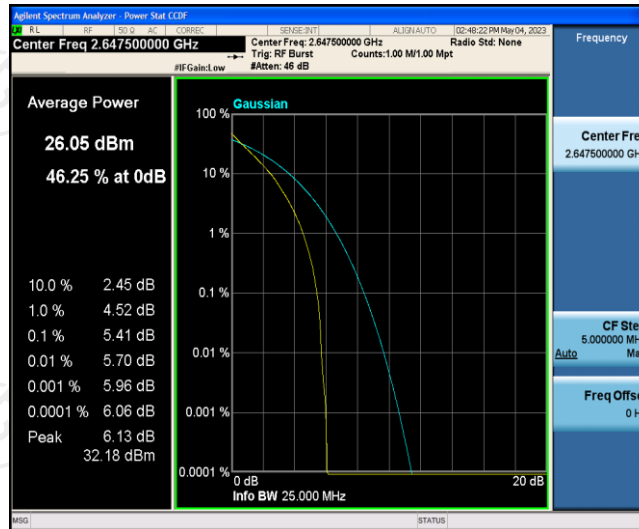 Agilent Spectrum Analyzer - Power Stat CCDF
RL RF 50 Ω AC CORREC SENSE:INT ALIGNAUTO 02:48:22 PM May 04, 2023
Center Freq 2.647500000 GHz
Center Freq: 2.647500000 GHz Radio Std: None
Trig: RF Burst Counts:1.00 M/1.00 Mpt
#IFGain:Low #Atten: 46 dB
Frequency
Average Power
26.05 dBm
46.25 % at 0dB
10.0 % 2.45 dB
1.0 % 4.52 dB
0.1 % 5.41 dB
0.01 % 5.70 dB
0.001 % 5.96 dB
0.0001 % 6.06 dB
Peak 6.13 dB
32.18 dBm
Gaussian
100 %
10 %
1 %
0.1 %
0.01 %
0.001 %
0.0001 %
0 dB 20 dB
Info BW 25.000 MHz
Center Fre
2.647500000 GH
CF Ste
5.000000 MH
Auto Ma
Freq Offse
0 H
MSG STATUS